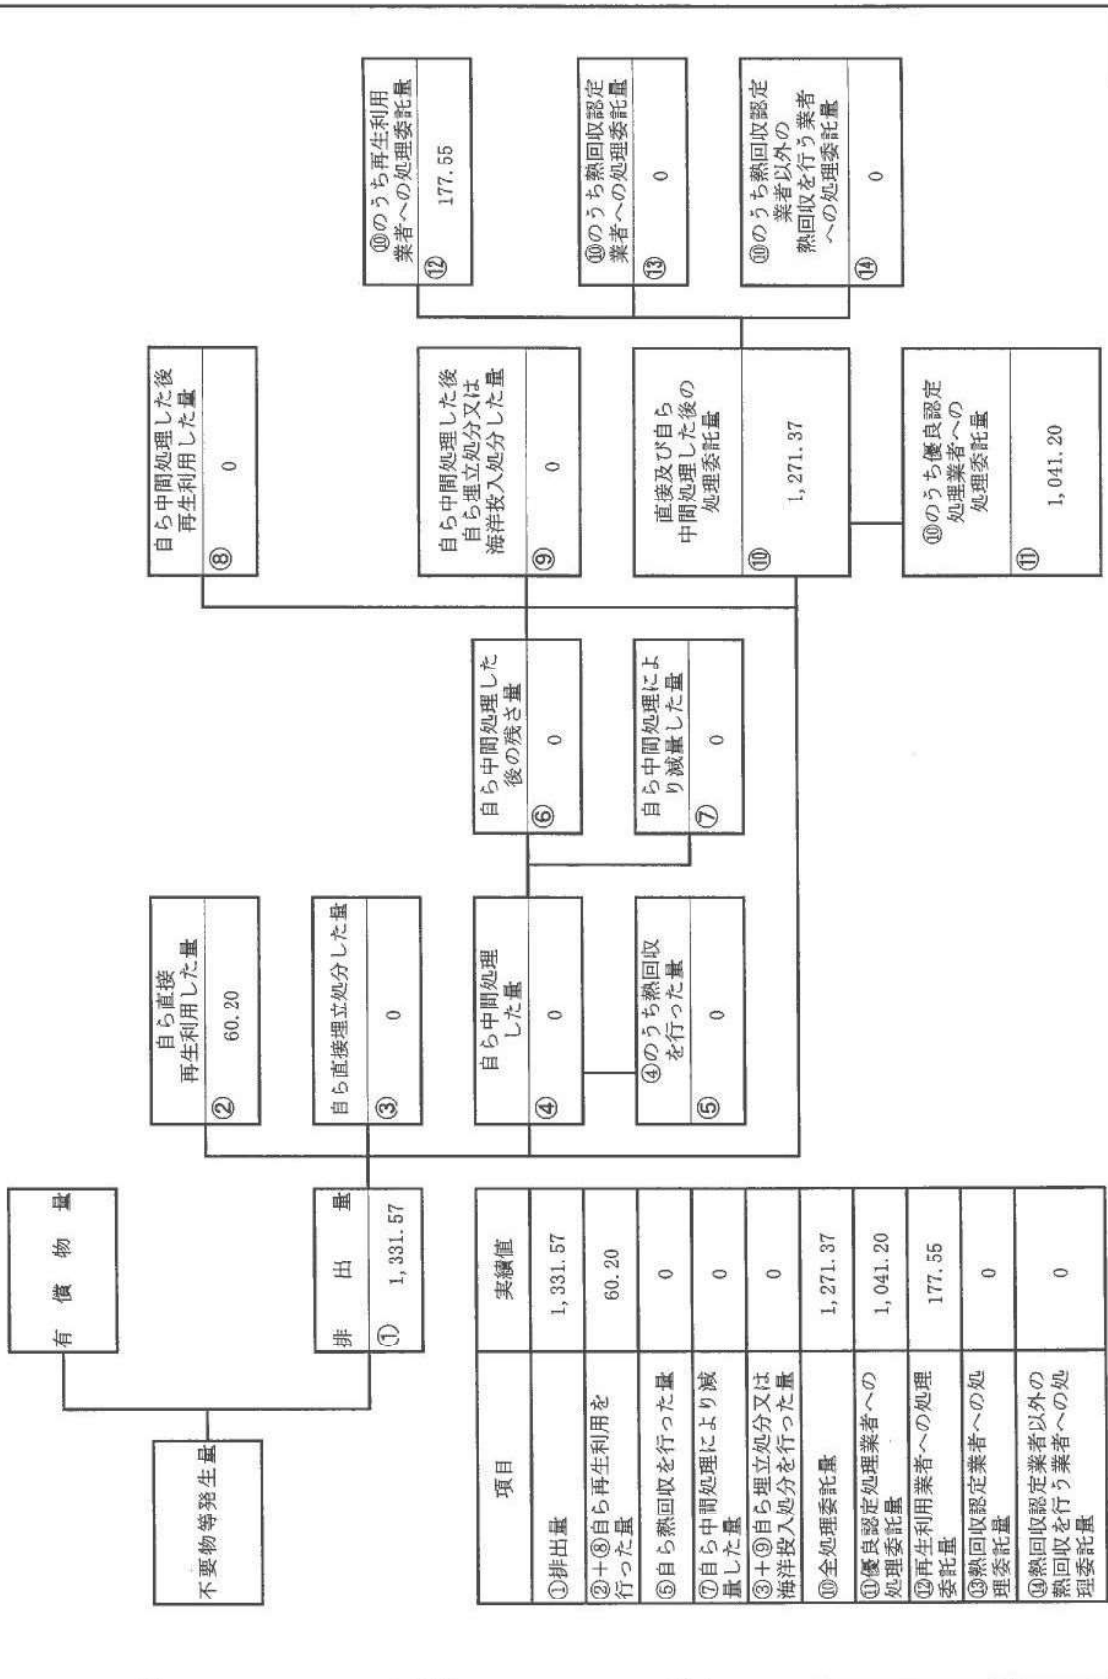 不要物等発生量
有償物量
排出量
① 1,331.57
自ら直接
再生利用した量
② 60.20
自ら直接埋立処分した量
③ 0
自ら中間処理
した量
④ 0
④のうち熱回収
を行った量
⑤ 0
自ら中間処理した
後の残さ量
⑥ 0
自ら中間処理によ
り減量した量
⑦ 0
自ら中間処理した後
再生利用した量
⑧ 0
自ら中間処理した後
自ら埋立処分又は
海洋投入処分した量
⑨ 0
直接及び自ら
中間処理した後の
処理委託量
⑩ 1,271.37
⑩のうち優良認定
処理業者への
処理委託量
⑪ 1,041.20
⑩のうち再生利用
業者への処理委託量
⑫ 177.55
⑩のうち熱回収認定
業者への処理委託量
⑬ 0
⑩のうち熱回収認定
業者以外の
熱回収を行う業者
への処理委託量
⑭ 0
項目 実績値
①排出量 1,331.57
②+⑧自ら再生利用を
行った量 60.20
⑤自ら熱回収を行った量 0
⑦自ら中間処理により減
量した量 0
③+⑨自ら埋立処分又は
海洋投入処分を行った量 0
⑩全処理委託量 1,271.37
⑪優良認定処理業者への
処理委託量 1,041.20
⑫再生利用業者への処理
委託量 177.55
⑬熱回収認定業者への処
理委託量 0
⑭熱回収認定業者以外の
熱回収を行う業者への処
理委託量 0